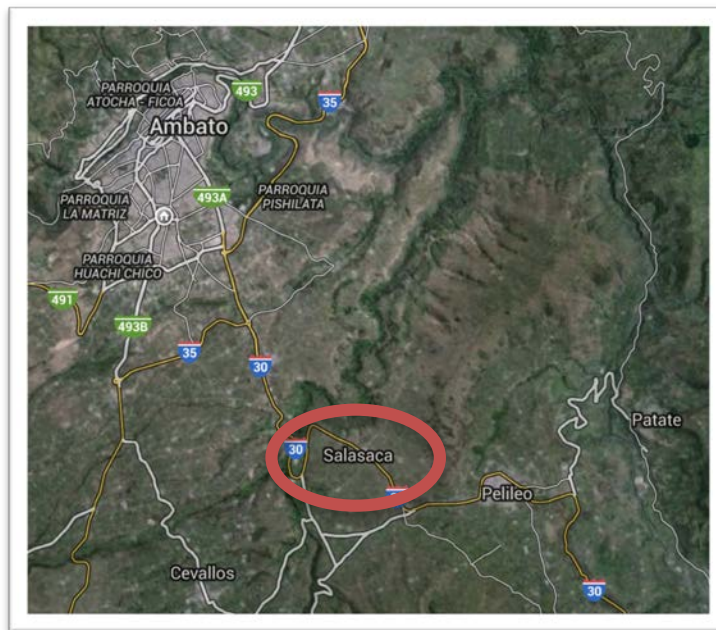 PARROQUIA
ATOCHA - FICOA
493
35
Ambato
493A
PARROQUIA
PISHILATA
PARROQUIA
LA MATRIZ
PARROQUIA
HUACHI CHICO
491
493B
35
30
30
Salasaca
Patate
Pelileo
Cevallos
30